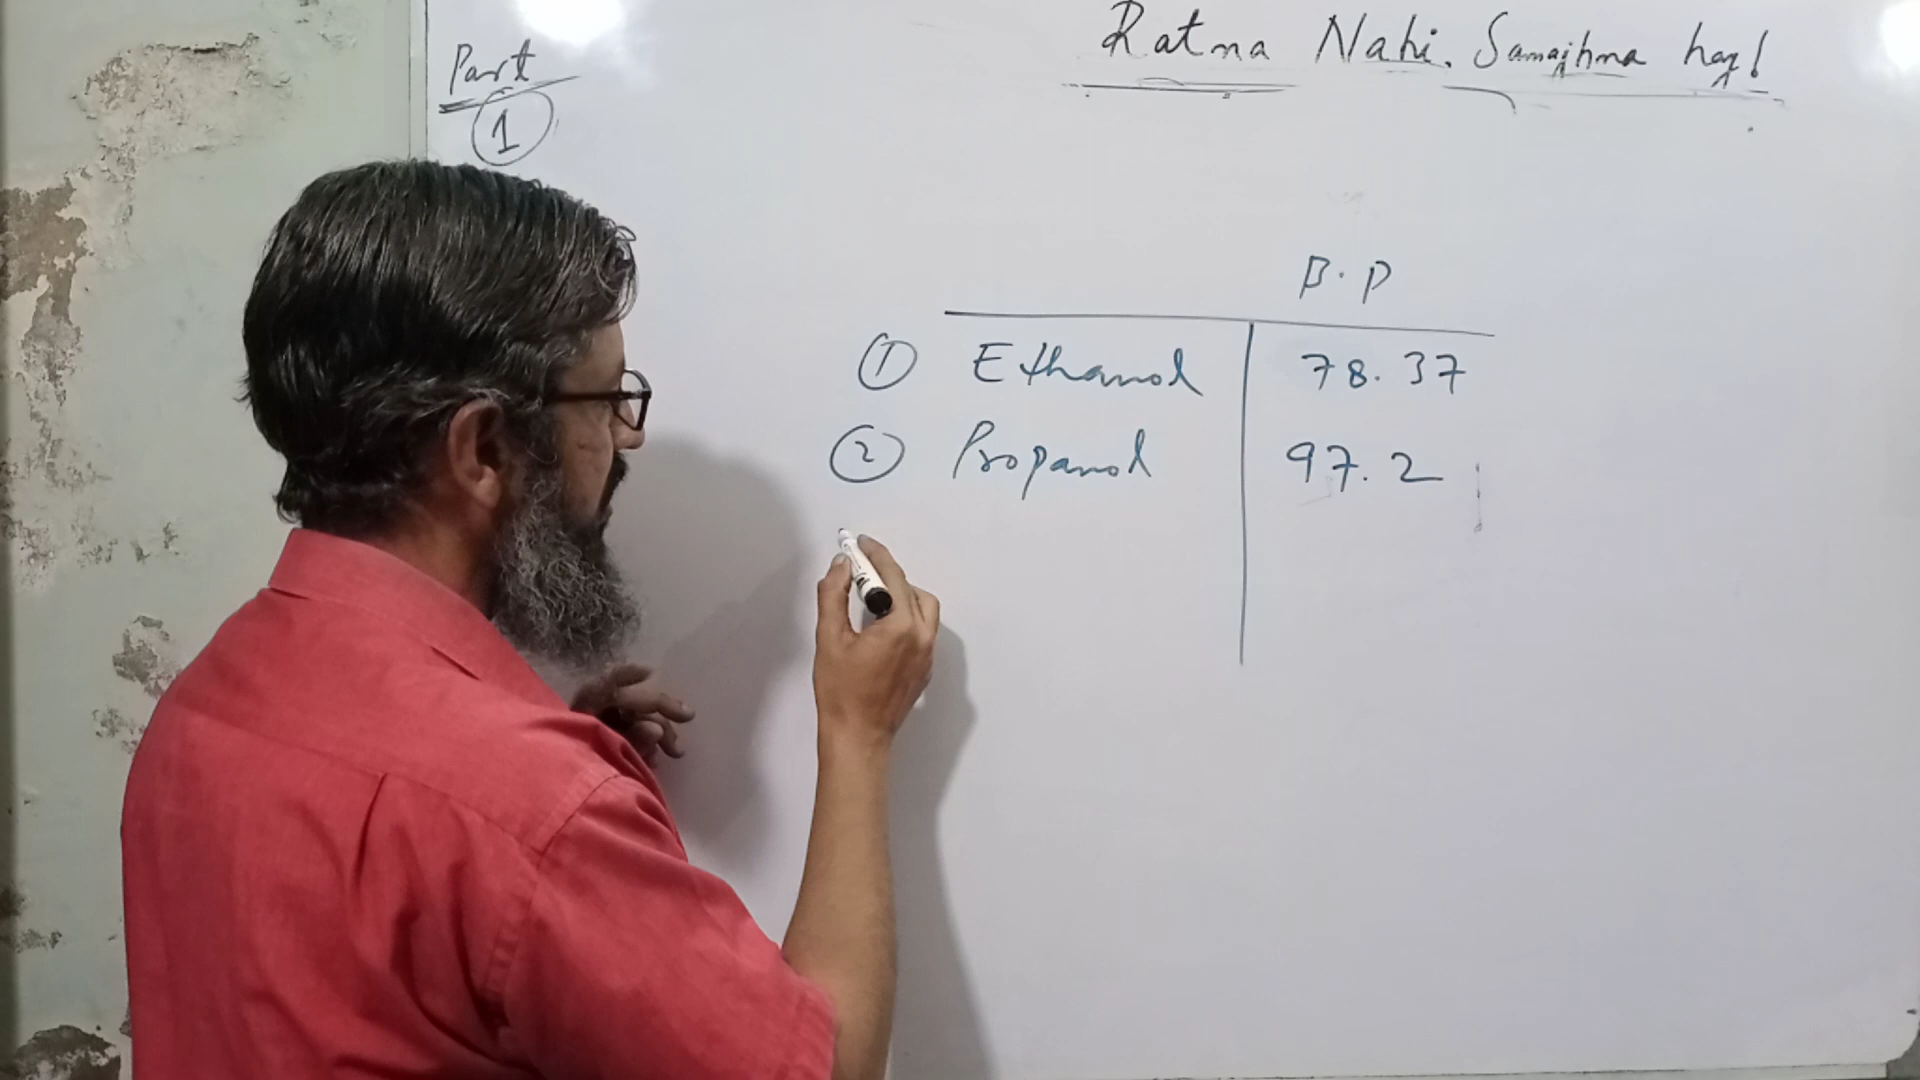 Part
1
Ratna Nahi. Samajhna hay!
B.P
1 Ethanol 78.37
2 Propanol 97.2